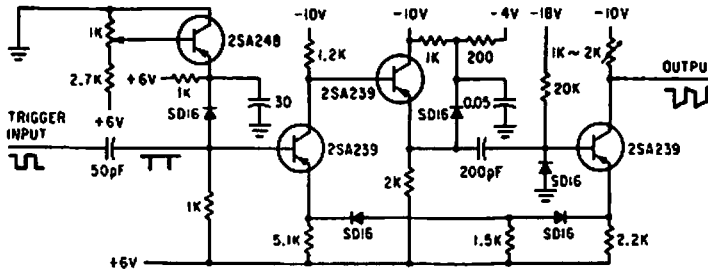 -10V
-10V
-4V
-18V
-10V
1K
2SA248
1.2K
1K
200
1K~2K
2.7K
+6V
1K
2SA239
20K
OUTPUT
+6V
SD16
30
SD16
0.05
TRIGGER
INPUT
2SA239
2SA239
50pF
200pF
SD16
1K
2K
5.1K
SD16
1.5K
SD16
2.2K
+6V